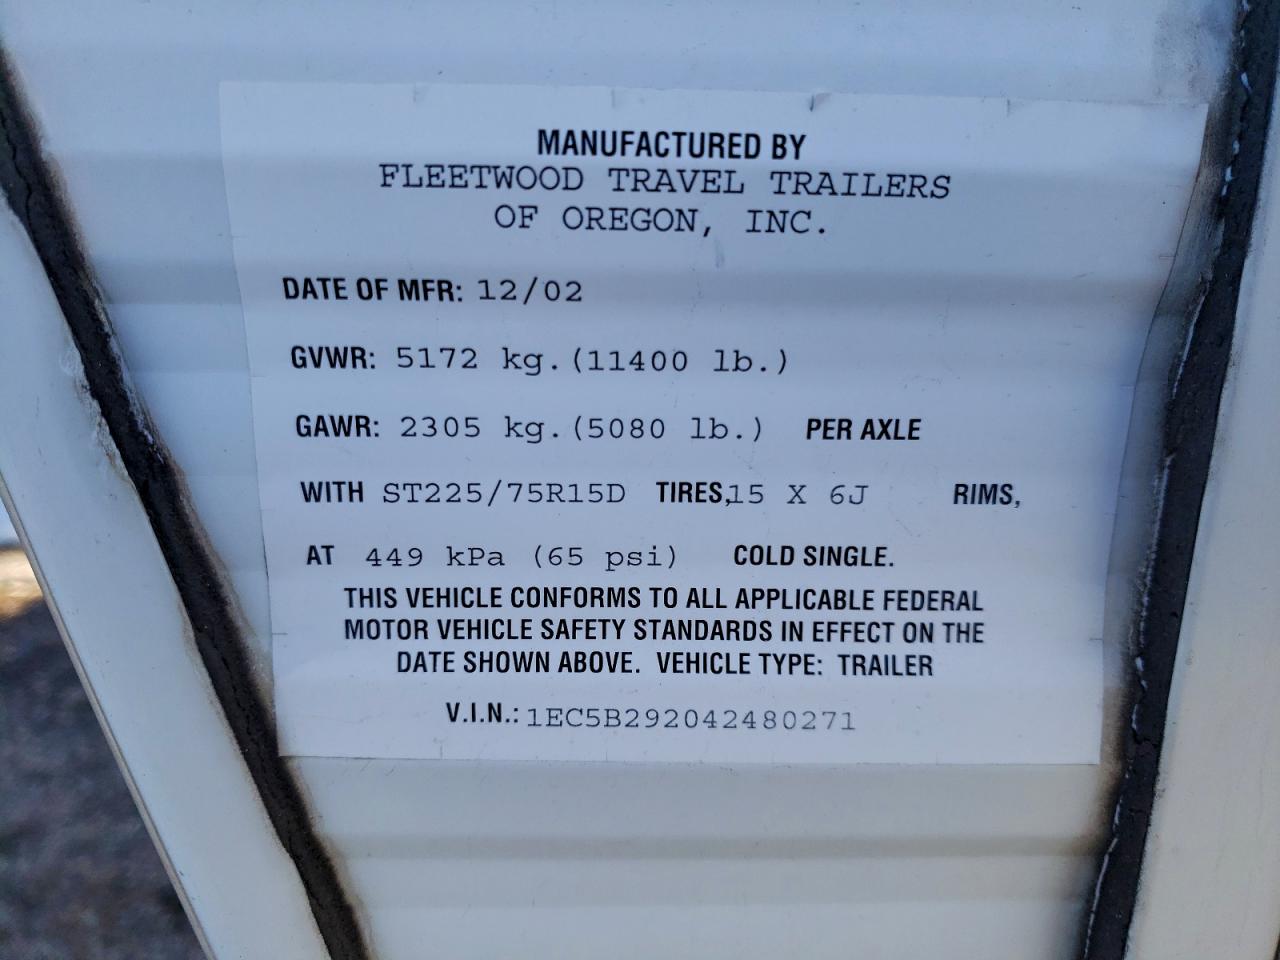 MANUFACTURED BY
FLEETWOOD TRAVEL TRAILERS
OF OREGON, INC.
DATE OF MFR: 12/02
GVWR: 5172 kg.(11400 lb.)
GAWR: 2305 kg.(5080 lb.) PER AXLE
WITH ST225/75R15D TIRES,15 X 6J RIMS,
AT 449 kPa (65 psi) COLD SINGLE.
THIS VEHICLE CONFORMS TO ALL APPLICABLE FEDERAL
MOTOR VEHICLE SAFETY STANDARDS IN EFFECT ON THE
DATE SHOWN ABOVE. VEHICLE TYPE: TRAILER
V.I.N.: 1EC5B292042480271